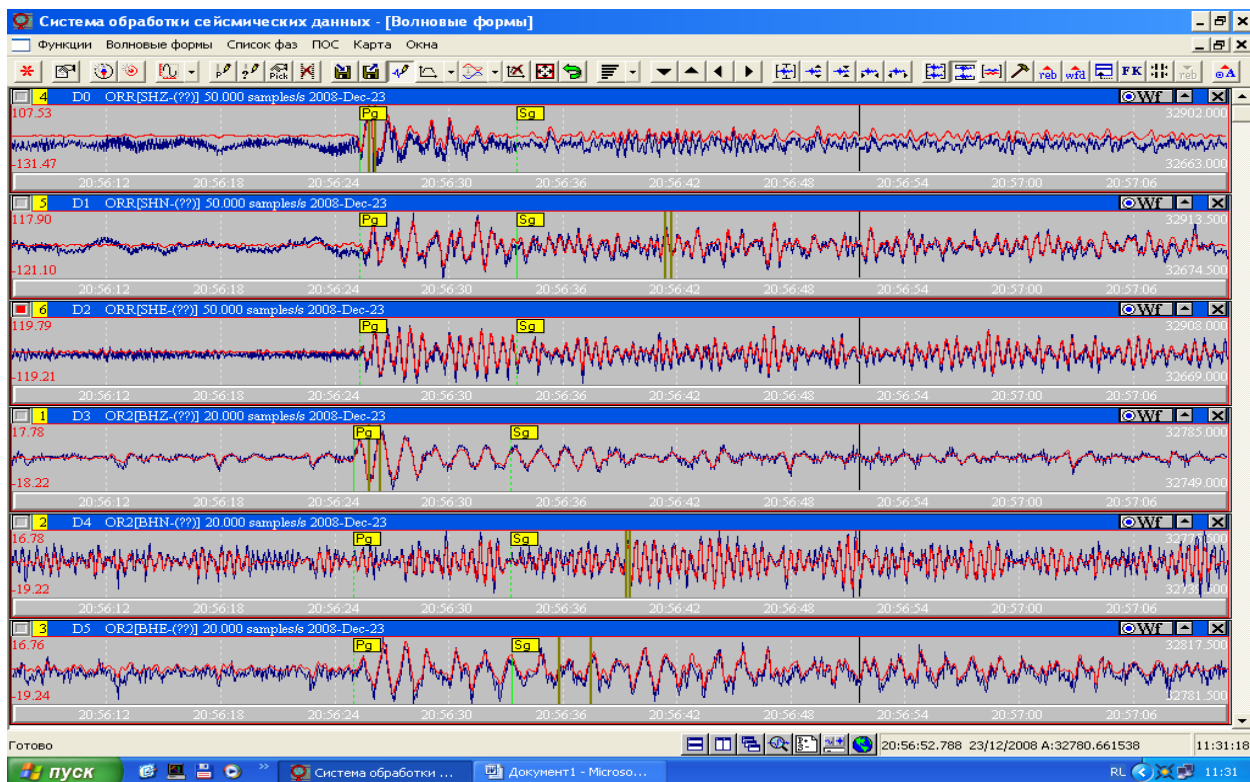 Система обработки сейсмических данных - [Волновые формы]
Функции Волновые формы Список фаз ПОС Карта Окна
Pick reb wfd FK reb
4 D0 ORR[SHZ-(??)] 50.000 samples/s 2008-Dec-23 Wf
107.53 Pg Sg 32902.000
-131.47 32663.000
20:56:12 20:56:18 20:56:24 20:56:30 20:56:36 20:56:42 20:56:48 20:56:54 20:57:00 20:57:06
5 D1 ORR[SHN-(??)] 50.000 samples/s 2008-Dec-23 Wf
117.90 Pg Sg 32913.500
-121.10 32674.500
20:56:12 20:56:18 20:56:24 20:56:30 20:56:36 20:56:42 20:56:48 20:56:54 20:57:00 20:57:06
6 D2 ORR[SHE-(??)] 50.000 samples/s 2008-Dec-23 Wf
119.79 Pg Sg 32908.000
-119.21 32669.000
20:56:12 20:56:18 20:56:24 20:56:30 20:56:36 20:56:42 20:56:48 20:56:54 20:57:00 20:57:06
1 D3 OR2[BHZ-(??)] 20.000 samples/s 2008-Dec-23 Wf
17.78 Pg Sg 32785.000
-18.22 32749.000
20:56:12 20:56:18 20:56:24 20:56:30 20:56:36 20:56:42 20:56:48 20:56:54 20:57:00 20:57:06
2 D4 OR2[BHN-(??)] 20.000 samples/s 2008-Dec-23 Wf
16.78 Pg Sg
-19.22
20:56:12 20:56:18 20:56:24 20:56:30 20:56:36 20:56:42 20:56:48 20:56:54 20:57:00 20:57:06
3 D5 OR2[BHE-(??)] 20.000 samples/s 2008-Dec-23 Wf
16.76 Pg Sg 32817.500
-19.24 32781.500
20:56:12 20:56:18 20:56:24 20:56:30 20:56:36 20:56:42 20:56:48 20:56:54 20:57:00 20:57:06
Готово 20:56:52.788 23/12/2008 A:32780.661538 11:31:18
пуск Система обработки ... Документ1 - Microso... RL 11:31